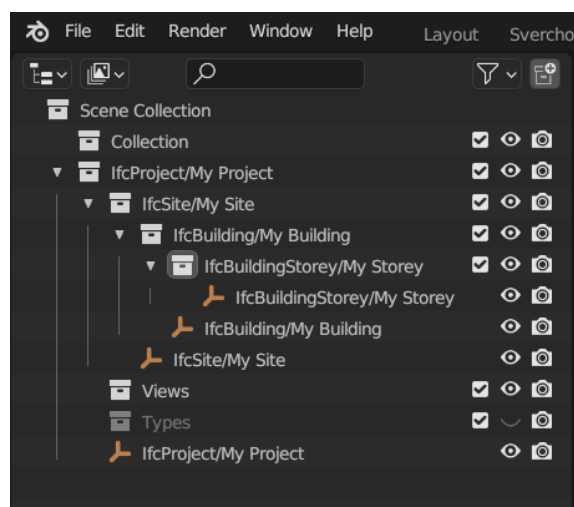 File Edit Render Window Help Layout Svercho
Scene Collection
Collection
IfcProject/My Project
IfcSite/My Site
IfcBuilding/My Building
IfcBuildingStorey/My Storey
IfcBuildingStorey/My Storey
IfcBuilding/My Building
IfcSite/My Site
Views
Types
IfcProject/My Project